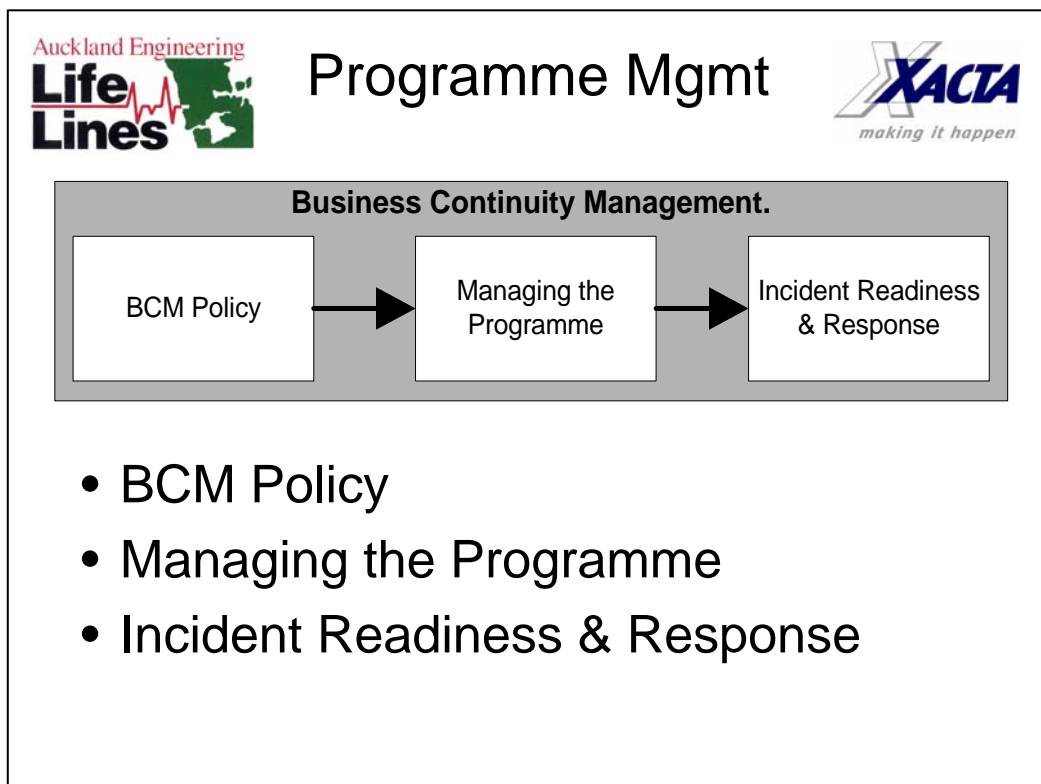 Auckland Engineering
Life
Lines
Programme Mgmt
XACTA
making it happen
Business Continuity Management.
BCM Policy
Managing the
Programme
Incident Readiness
& Response
• BCM Policy
• Managing the Programme
• Incident Readiness & Response